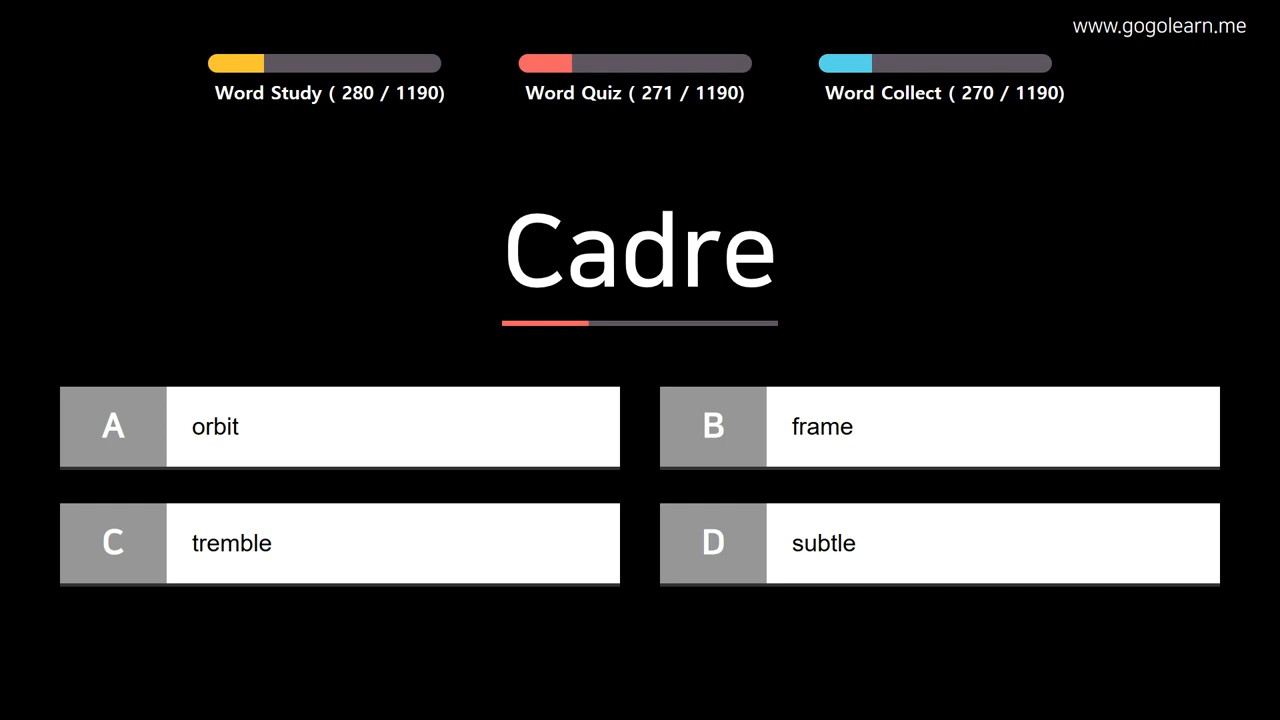 www.gogolearn.me
Word Study ( 280 / 1190)
Word Quiz ( 271 / 1190)
Word Collect ( 270 / 1190)
Cadre
A orbit
B frame
C tremble
D subtle